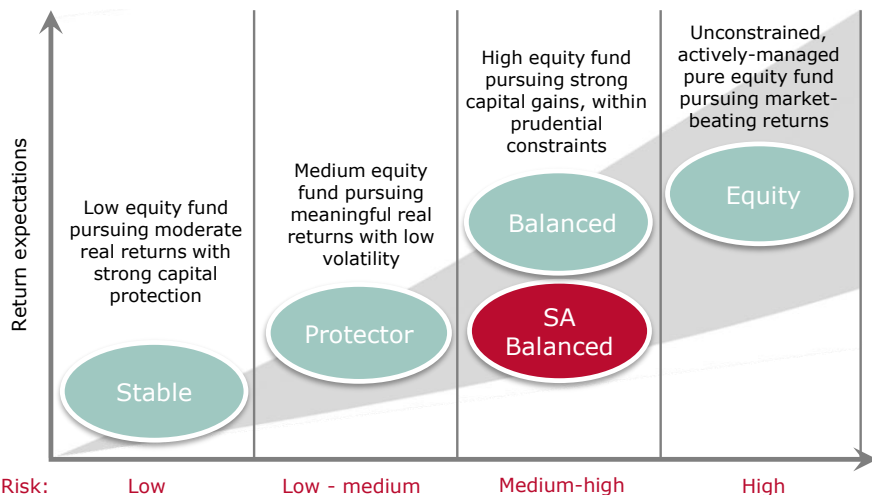 Return expectations
Low equity fund
pursuing moderate
real returns with
strong capital
protection
Stable
Medium equity
fund pursuing
meaningful real
returns with low
volatility
Protector
High equity fund
pursuing strong
capital gains, within
prudential
constraints
Balanced
SA
Balanced
Unconstrained,
actively-managed
pure equity fund
pursuing market-
beating returns
Equity
Risk:
Low
Low - medium
Medium-high
High